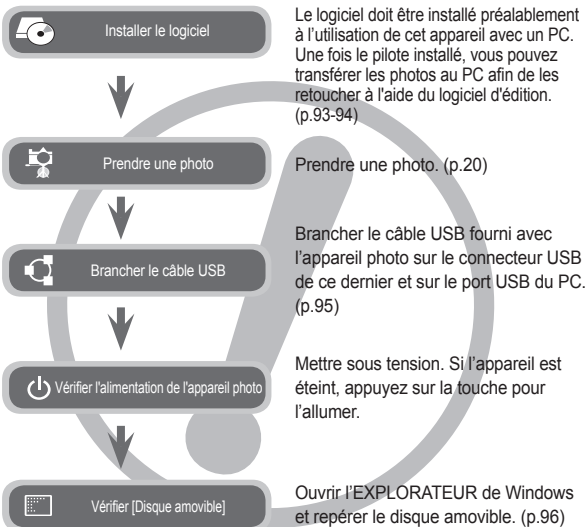 Installer le logiciel
Le logiciel doit être installé préalablement
à l’utilisation de cet appareil avec un PC.
Une fois le pilote installé, vous pouvez
transférer les photos au PC afin de les
retoucher à l'aide du logiciel d'édition.
(p.93-94)
Prendre une photo
Prendre une photo. (p.20)
Brancher le câble USB
Brancher le câble USB fourni avec
l’appareil photo sur le connecteur USB
de ce dernier et sur le port USB du PC.
(p.95)
Vérifier l'alimentation de l'appareil photo
Mettre sous tension. Si l’appareil est
éteint, appuyez sur la touche pour
l’allumer.
Vérifier [Disque amovible]
Ouvrir l’EXPLORATEUR de Windows
et repérer le disque amovible. (p.96)